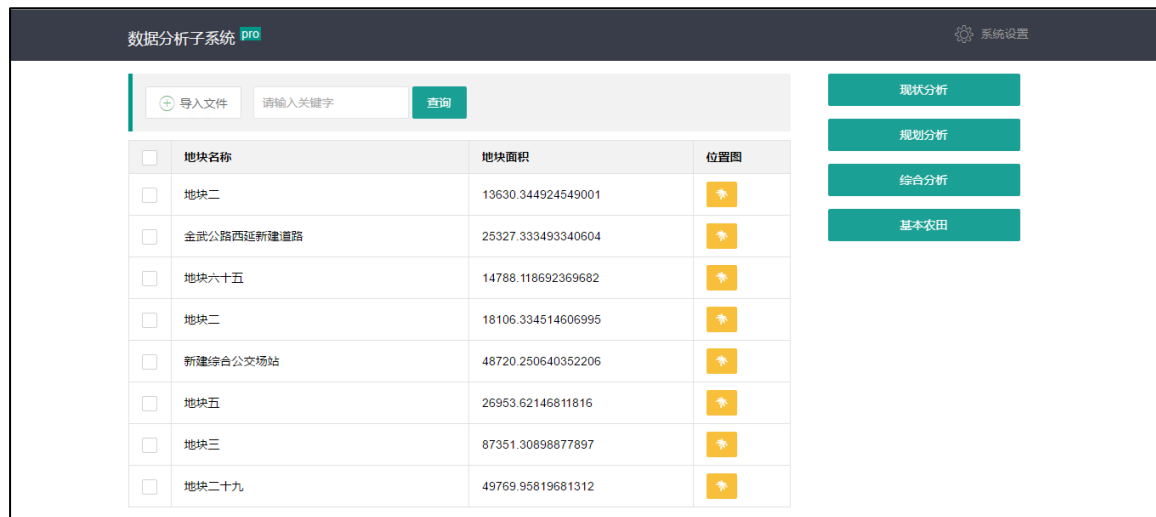 数据分析子系统 pro 系统设置
导入文件 请输入关键字 查询 现状分析
规划分析
综合分析
基本农田
地块名称 地块面积 位置图
地块二 13630.344924549001
金武公路西延新建道路 25327.333493340604
地块六十五 14788.118692369682
地块二 18106.334514606995
新建综合公交场站 48720.250640352206
地块五 26953.62146811816
地块三 87351.30898877897
地块二十九 49769.95819681312